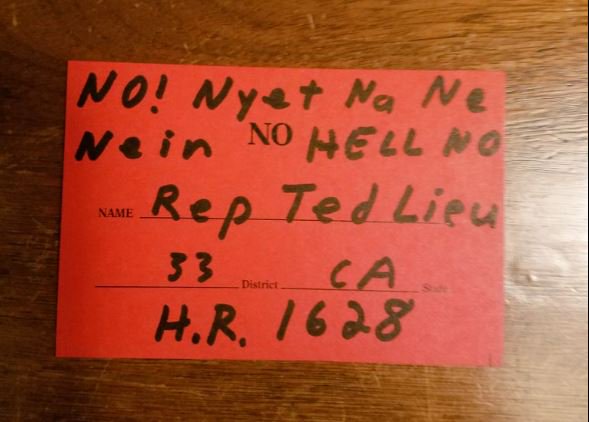 NO! Nyet Na Ne
Nein NO HELL NO
NAME Rep Ted Lieu
33 District CA State
H.R. 1628